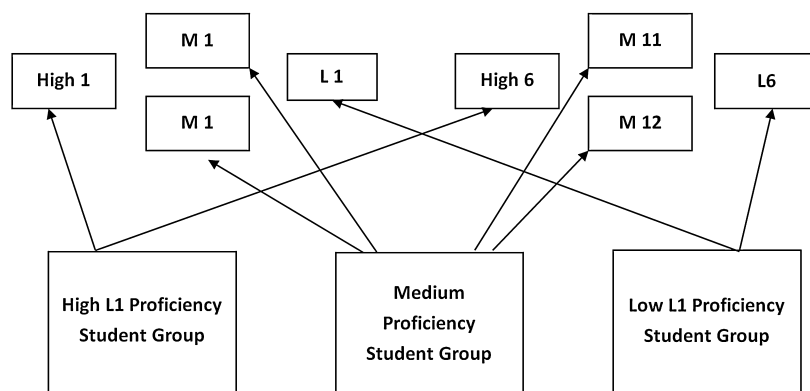 M 1
M 11
High 1
L 1
High 6
L6
M 1
M 12
High L1 Proficiency
Student Group
Medium
Proficiency
Student Group
Low L1 Proficiency
Student Group